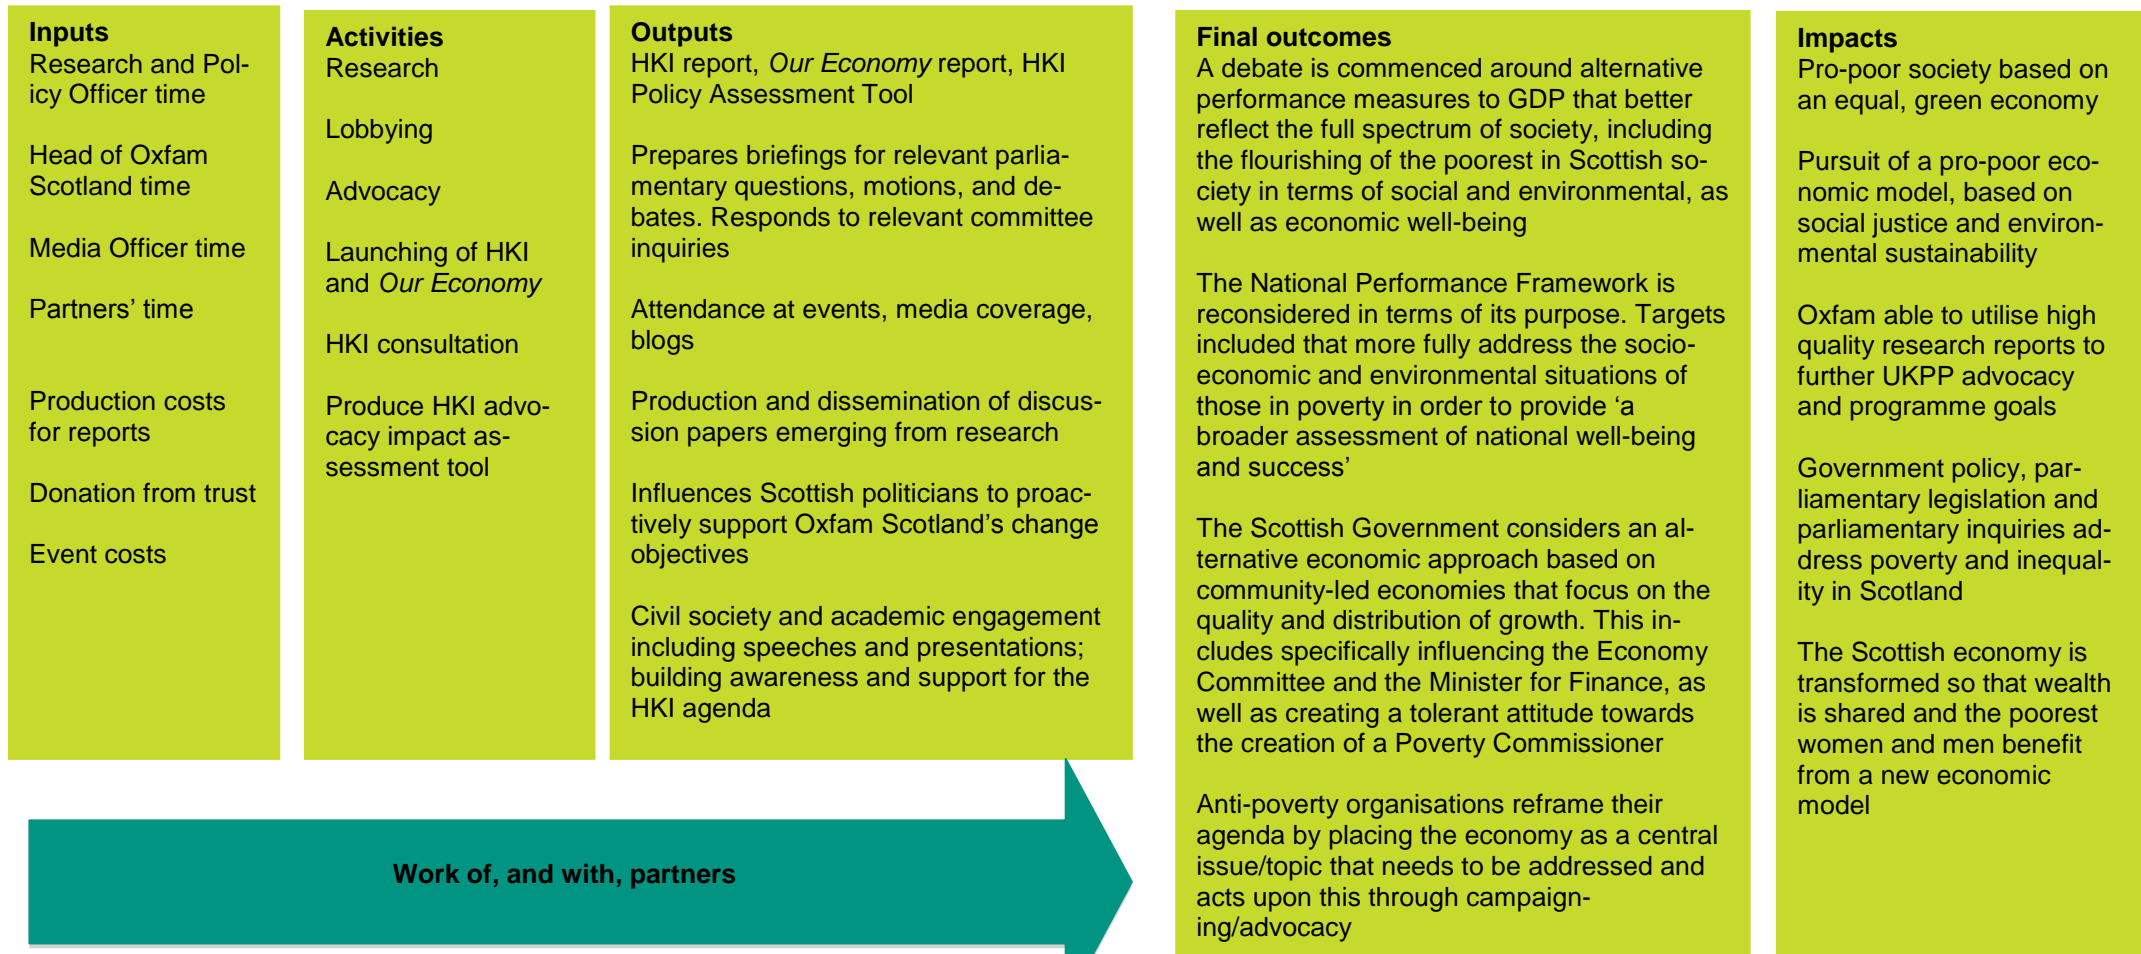 Inputs
Research and Pol-
icy Officer time
Head of Oxfam
Scotland time
Media Officer time
Partners’ time
Production costs
for reports
Donation from trust
Event costs
Activities
Research
Lobbying
Advocacy
Launching of HKI
and Our Economy
HKI consultation
Produce HKI advo-
cacy impact as-
sessment tool
Outputs
HKI report, Our Economy report, HKI
Policy Assessment Tool
Prepares briefings for relevant parlia-
mentary questions, motions, and de-
bates. Responds to relevant committee
inquiries
Attendance at events, media coverage,
blogs
Production and dissemination of discus-
sion papers emerging from research
Influences Scottish politicians to proac-
tively support Oxfam Scotland’s change
objectives
Civil society and academic engagement
including speeches and presentations;
building awareness and support for the
HKI agenda
Final outcomes
A debate is commenced around alternative
performance measures to GDP that better
reflect the full spectrum of society, including
the flourishing of the poorest in Scottish so-
ciety in terms of social and environmental, as
well as economic well-being
The National Performance Framework is
reconsidered in terms of its purpose. Targets
included that more fully address the socio-
economic and environmental situations of
those in poverty in order to provide ‘a
broader assessment of national well-being
and success’
The Scottish Government considers an al-
ternative economic approach based on
community-led economies that focus on the
quality and distribution of growth. This in-
cludes specifically influencing the Economy
Committee and the Minister for Finance, as
well as creating a tolerant attitude towards
the creation of a Poverty Commissioner
Anti-poverty organisations reframe their
agenda by placing the economy as a central
issue/topic that needs to be addressed and
acts upon this through campaign-
ing/advocacy
Impacts
Pro-poor society based on
an equal, green economy
Pursuit of a pro-poor eco-
nomic model, based on
social justice and environ-
mental sustainability
Oxfam able to utilise high
quality research reports to
further UKPP advocacy
and programme goals
Government policy, par-
liamentary legislation and
parliamentary inquiries ad-
dress poverty and inequal-
ity in Scotland
The Scottish economy is
transformed so that wealth
is shared and the poorest
women and men benefit
from a new economic
model
Work of, and with, partners